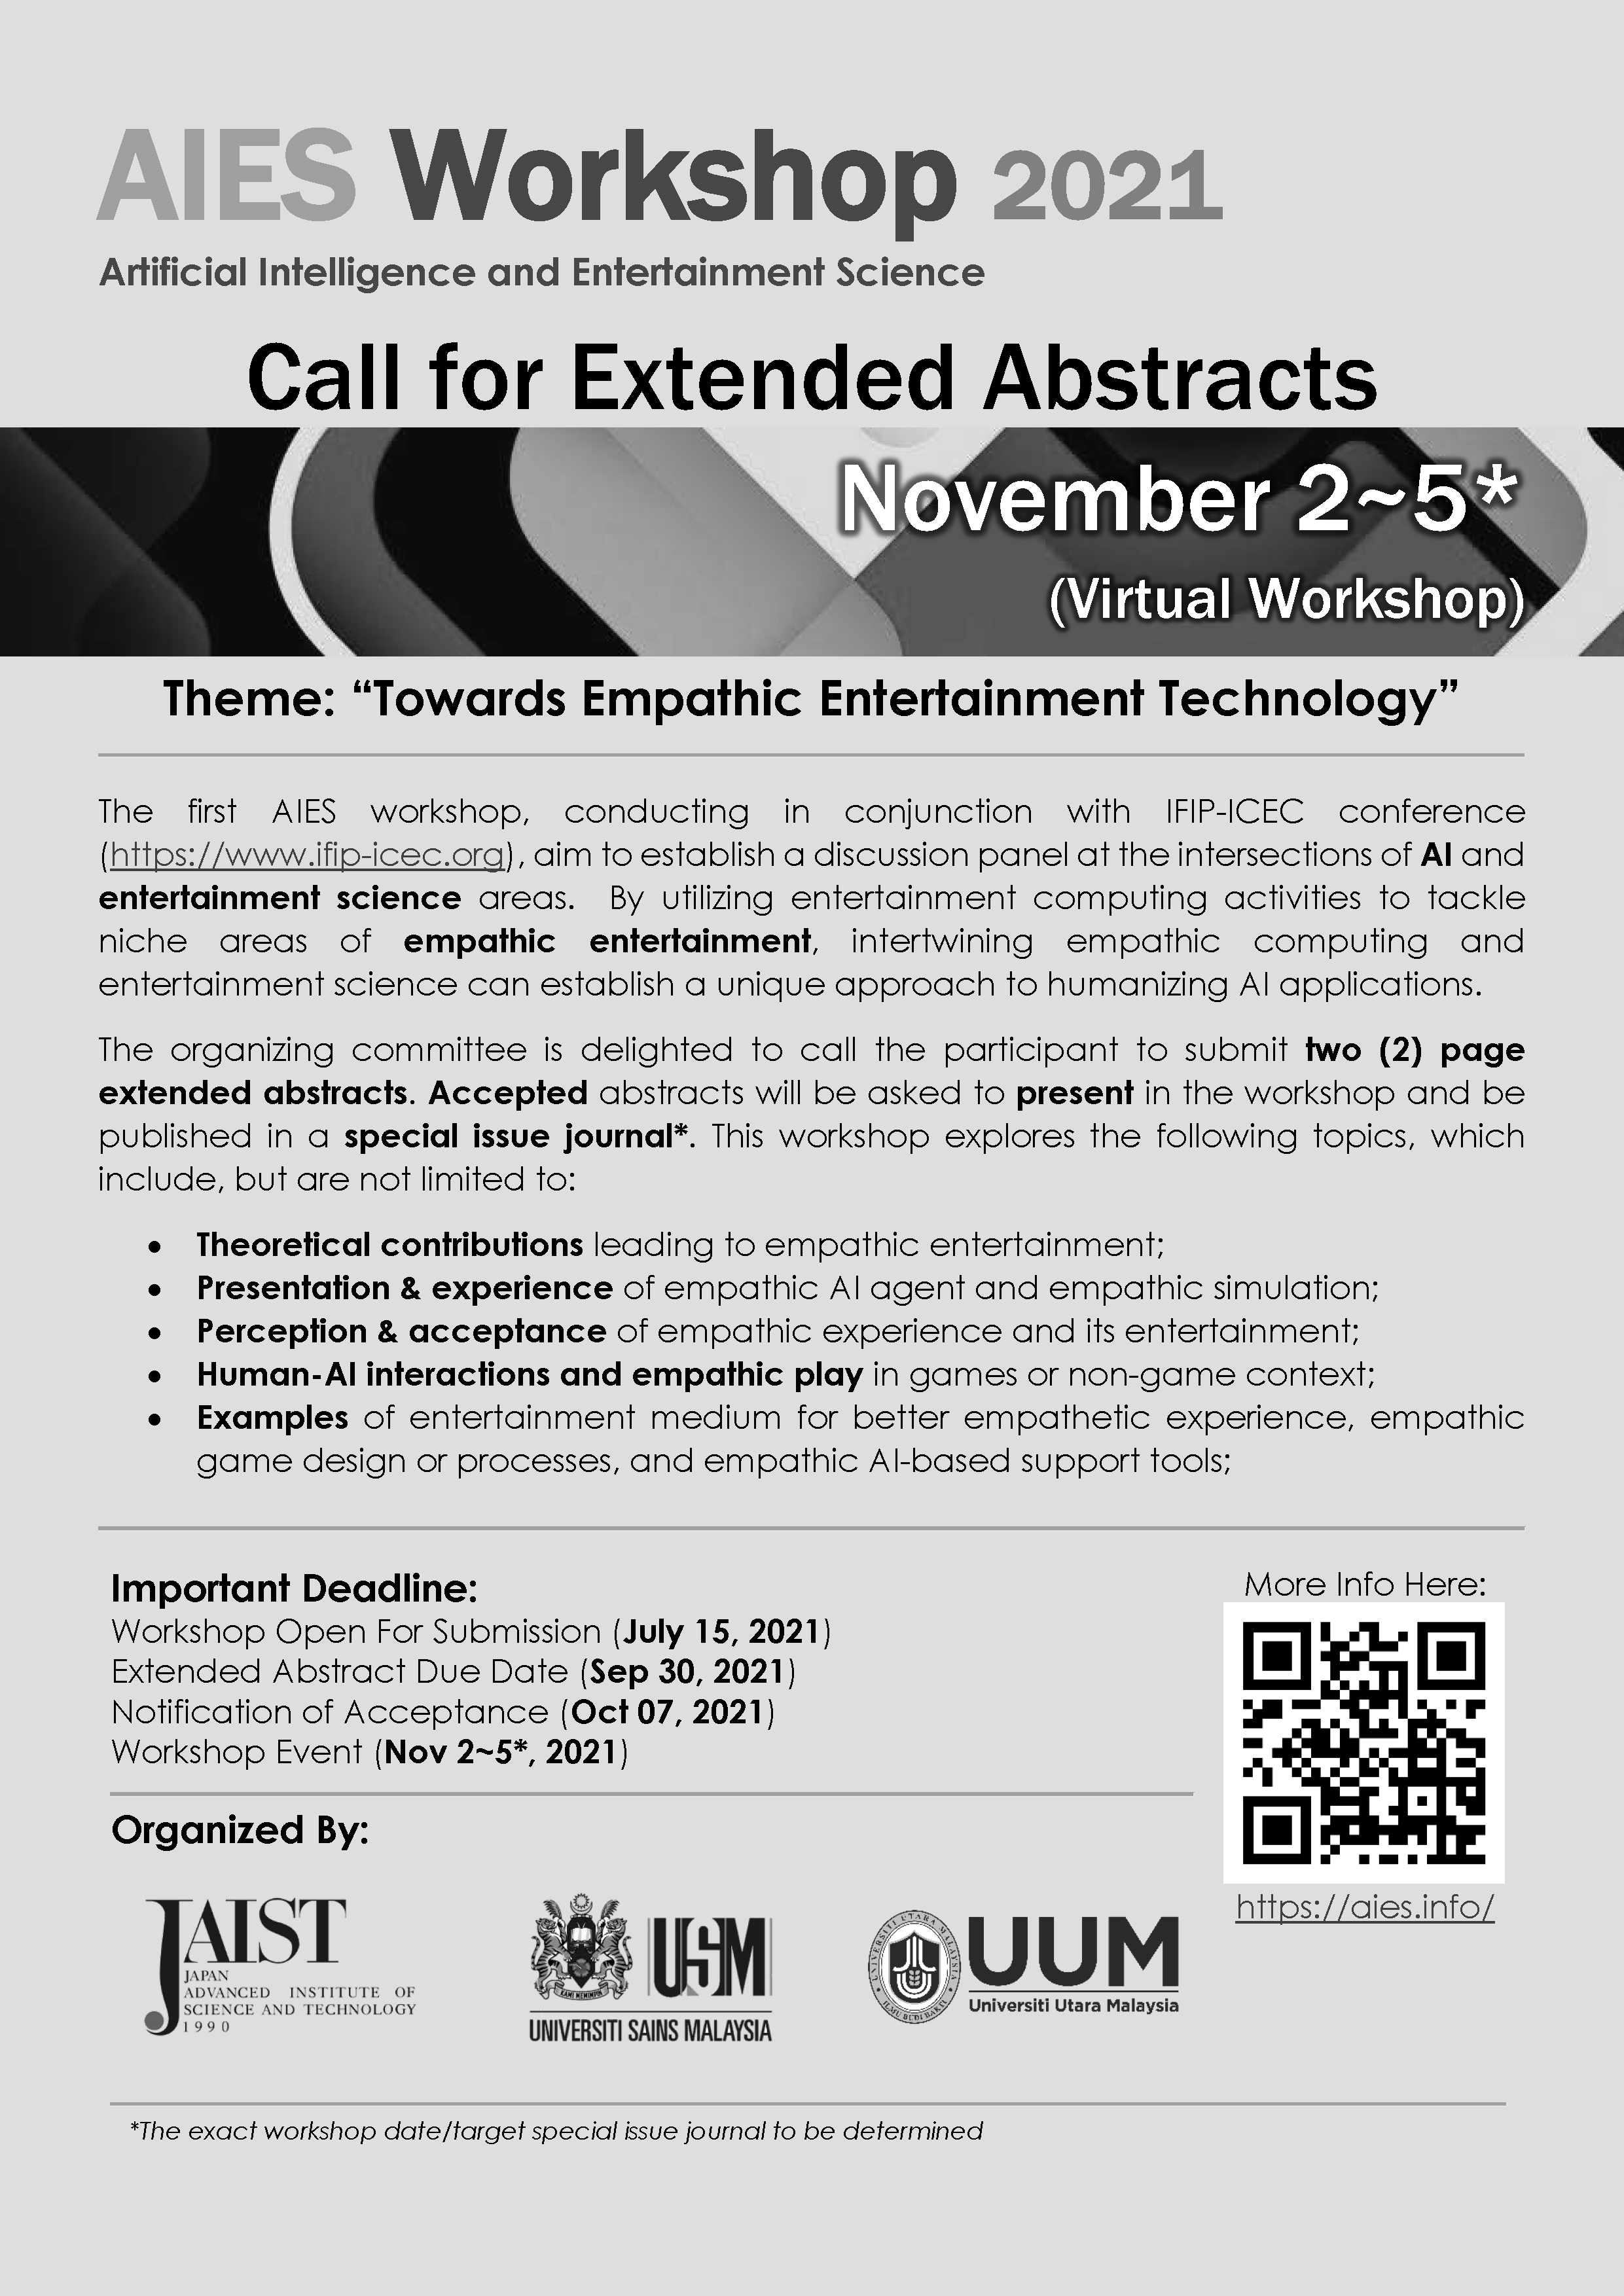 AIES Workshop 2021
Artificial Intelligence and Entertainment Science
Call for Extended Abstracts
November 2~5*
(Virtual Workshop)
Theme: “Towards Empathic Entertainment Technology”
The first AIES workshop, conducting in conjunction with IFIP-ICEC conference
(https://www.ifip-icec.org), aim to establish a discussion panel at the intersections of AI and
entertainment science areas. By utilizing entertainment computing activities to tackle
niche areas of empathic entertainment, intertwining empathic computing and
entertainment science can establish a unique approach to humanizing AI applications.
The organizing committee is delighted to call the participant to submit two (2) page
extended abstracts. Accepted abstracts will be asked to present in the workshop and be
published in a special issue journal*. This workshop explores the following topics, which
include, but are not limited to:
• Theoretical contributions leading to empathic entertainment;
• Presentation & experience of empathic AI agent and empathic simulation;
• Perception & acceptance of empathic experience and its entertainment;
• Human-AI interactions and empathic play in games or non-game context;
• Examples of entertainment medium for better empathetic experience, empathic
game design or processes, and empathic AI-based support tools;
Important Deadline:
Workshop Open For Submission (July 15, 2021)
Extended Abstract Due Date (Sep 30, 2021)
Notification of Acceptance (Oct 07, 2021)
Workshop Event (Nov 2~5*, 2021)
More Info Here:
https://aies.info/
Organized By:
JAIST
JAPAN
ADVANCED INSTITUTE OF
SCIENCE AND TECHNOLOGY
1990
KAMI MEMIMPIN
USM
UNIVERSITI SAINS MALAYSIA
UNIVERSITI UTARA MALAYSIA
ILMU BUDI BAKTI
UUM
Universiti Utara Malaysia
*The exact workshop date/target special issue journal to be determined